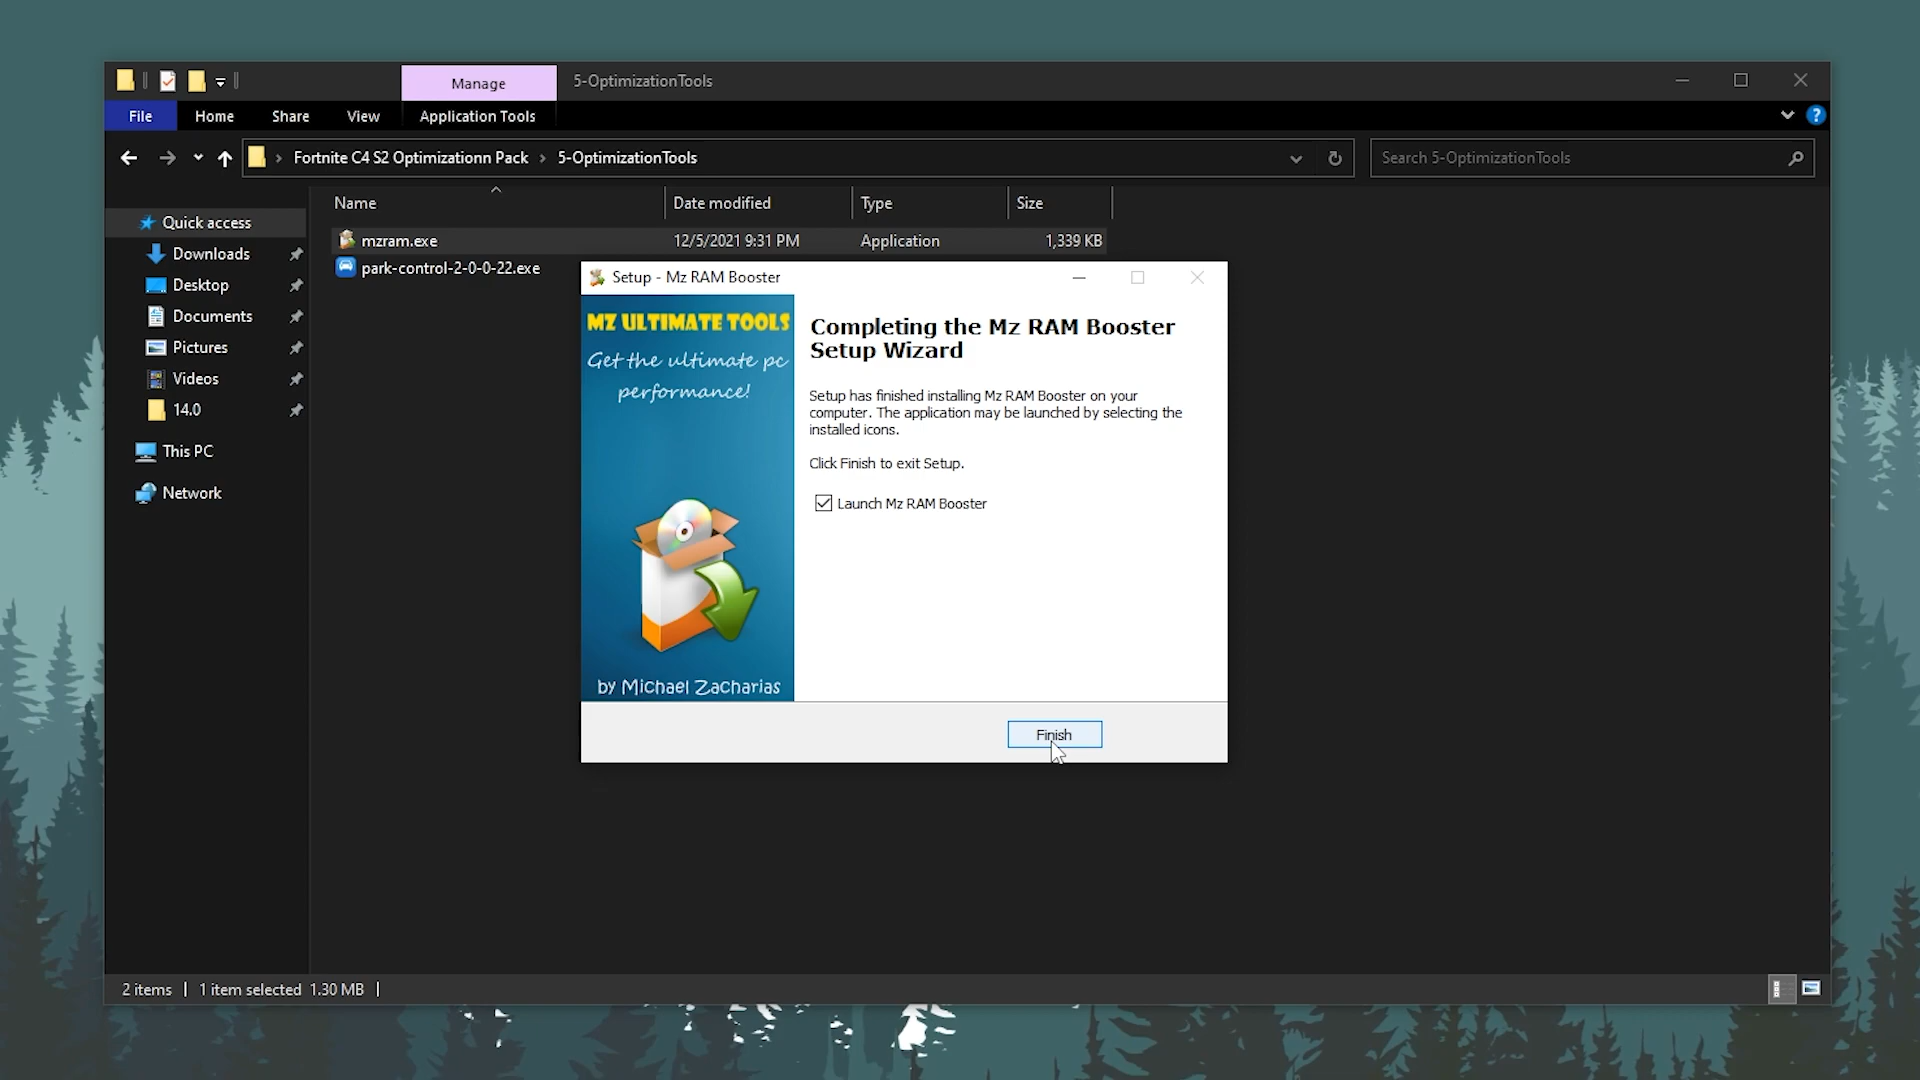 Manage
5-OptimizationTools
File
Home
Share
View
Application Tools
?
Fortnite C4 S2 Optimizationn Pack
5-OptimizationTools
Search 5-OptimizationTools
Name
Date modified
Type
Size
Quick access
Downloads
Desktop
Documents
Pictures
Videos
14.0
This PC
Network
mzram.exe
12/5/2021 9:31 PM
Application
1,339 KB
park-control-2-0-0-22.exe
Setup - Mz RAM Booster
MZ ULTIMATE TOOLS
Get the ultimate pc
performance!
by Michael Zacharias
Completing the Mz RAM Booster
Setup Wizard
Setup has finished installing Mz RAM Booster on your
computer. The application may be launched by selecting the
installed icons.
Click Finish to exit Setup.
Launch Mz RAM Booster
Finish
2 items
1 item selected 1.30 MB